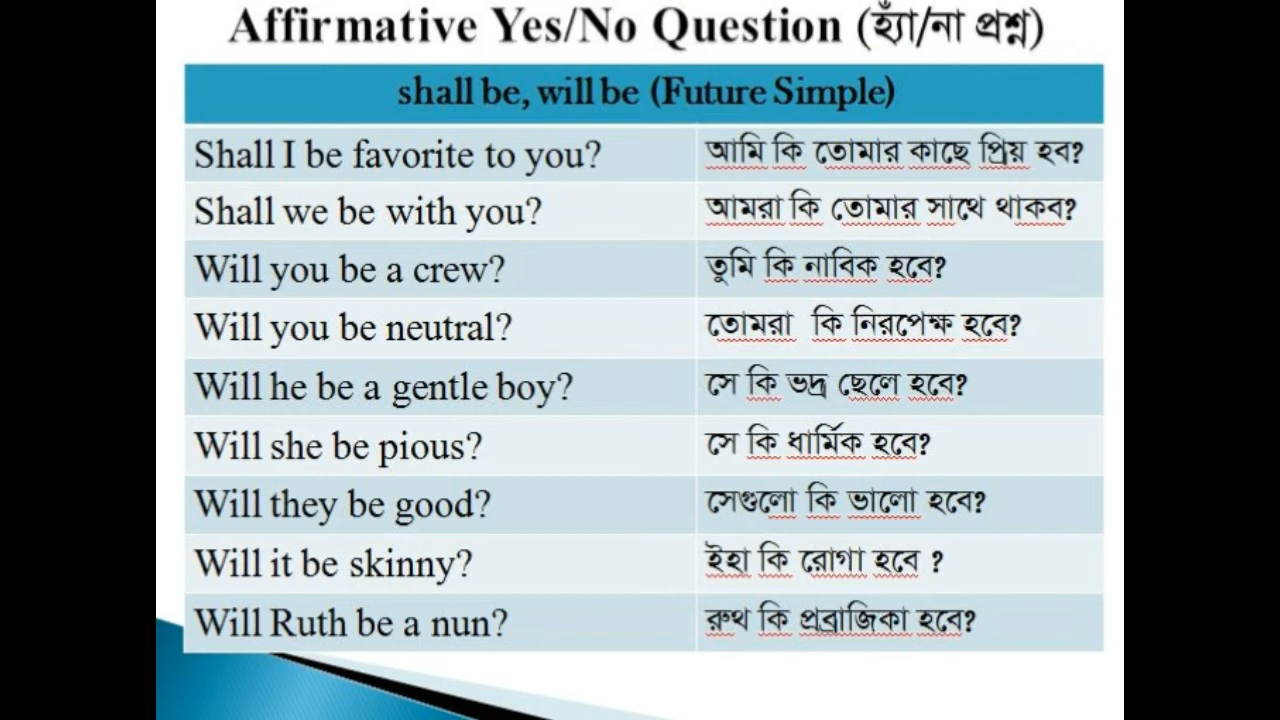 Affirmative Yes/No Question (হ্যাঁ/না প্রশ্ন)
shall be, will be (Future Simple)
Shall I be favorite to you? আমি কি তোমার কাছে প্রিয় হব?
Shall we be with you? আমরা কি তোমার সাথে থাকব?
Will you be a crew? তুমি কি নাবিক হবে?
Will you be neutral? তোমরা কি নিরপেক্ষ হবে?
Will he be a gentle boy? সে কি ভদ্র ছেলে হবে?
Will she be pious? সে কি ধার্মিক হবে?
Will they be good? সেগুলো কি ভালো হবে?
Will it be skinny? ইহা কি রোগা হবে ?
Will Ruth be a nun? রুথ কি প্রব্রাজিকা হবে?